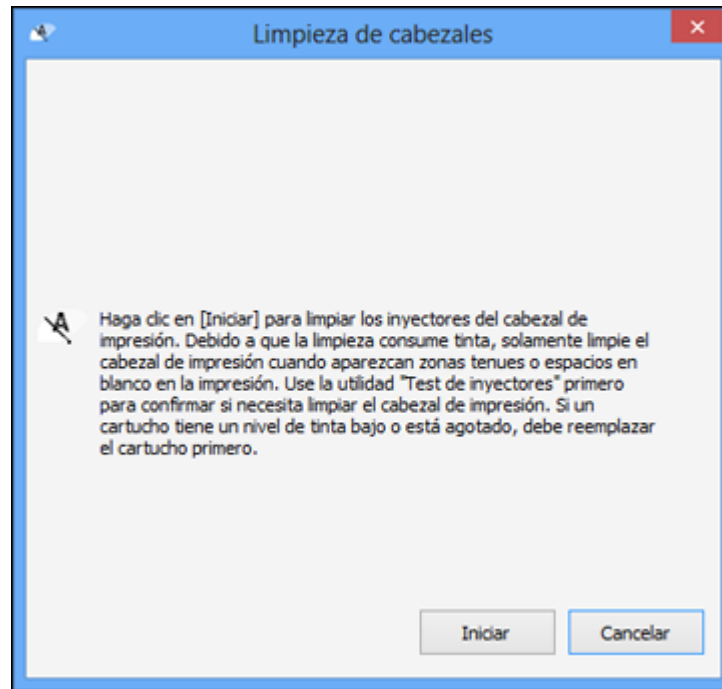 Limpieza de cabezales
Haga clic en [Iniciar] para limpiar los inyectores del cabezal de
impresión. Debido a que la limpieza consume tinta, solamente limpie el
cabezal de impresión cuando aparezcan zonas tenues o espacios en
blanco en la impresión. Use la utilidad "Test de inyectores" primero
para confirmar si necesita limpiar el cabezal de impresión. Si un
cartucho tiene un nivel de tinta bajo o está agotado, debe reemplazar
el cartucho primero.
Iniciar
Cancelar